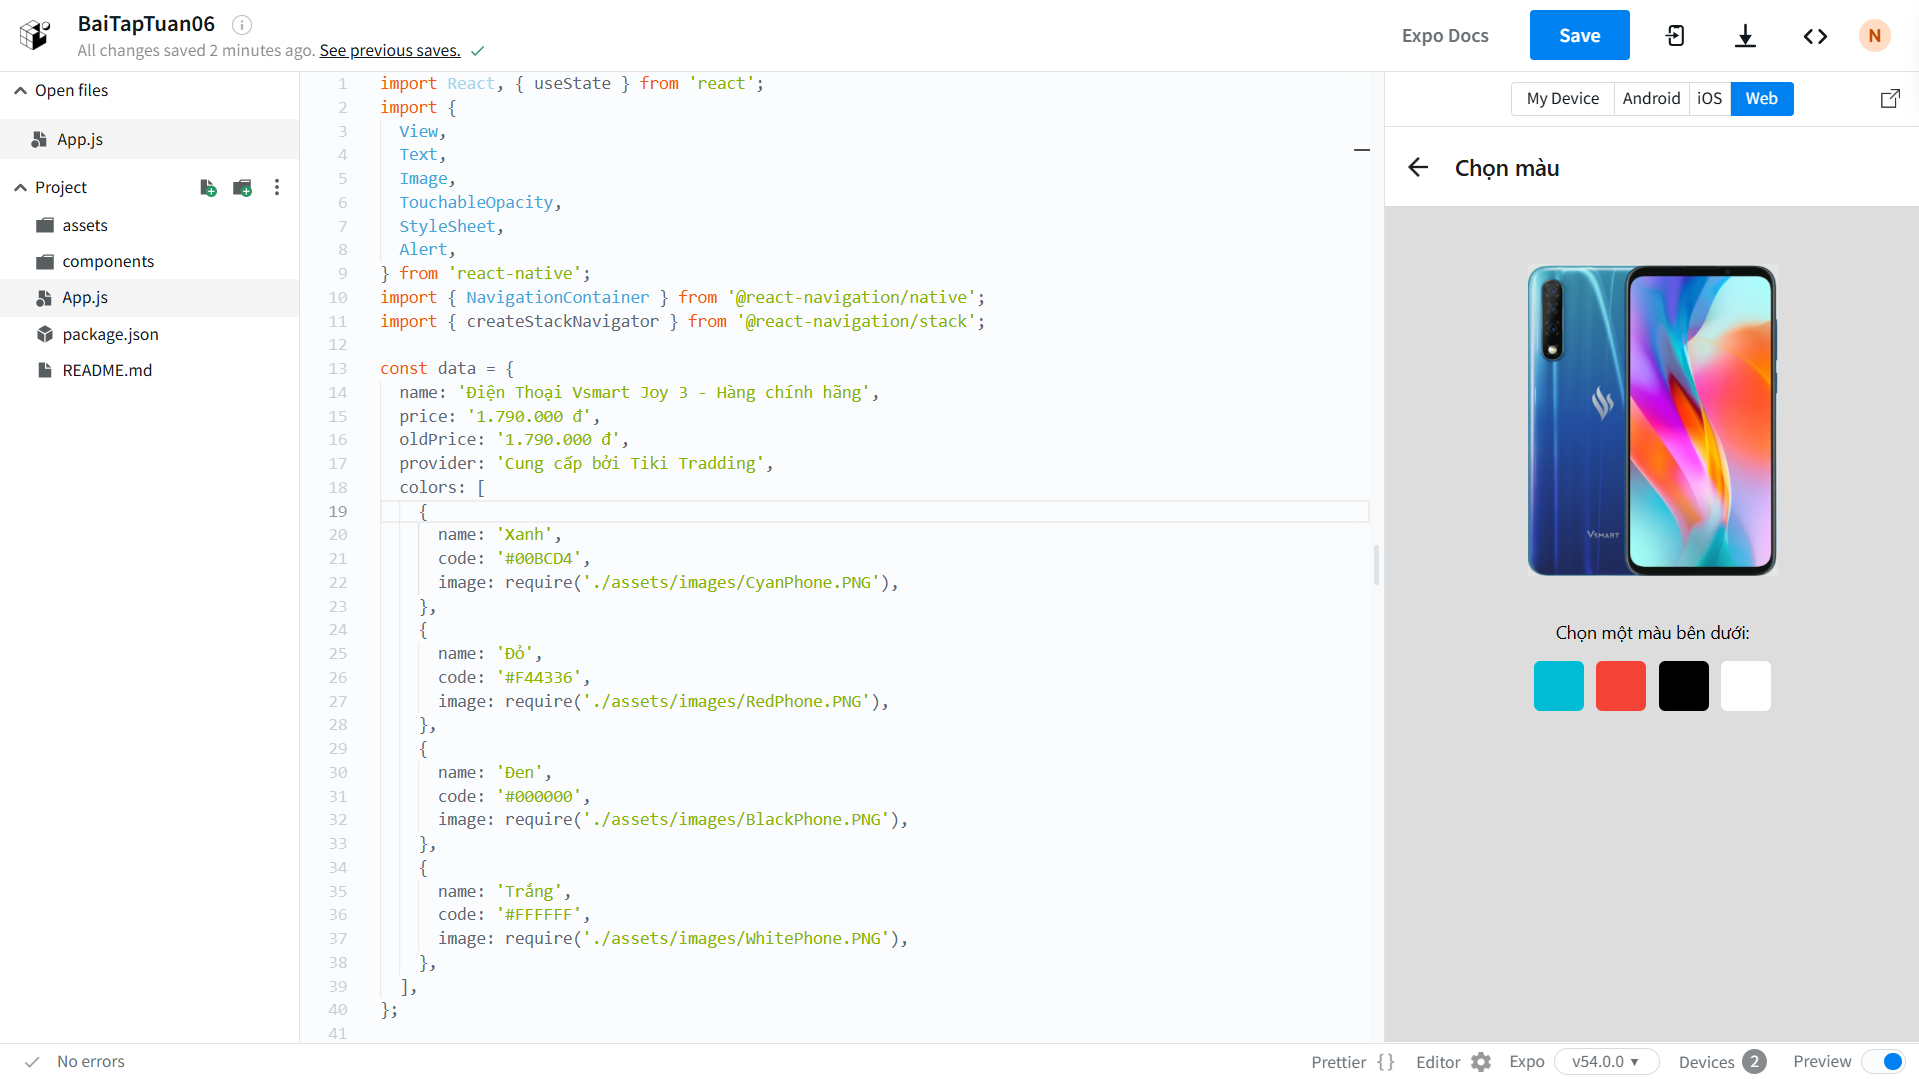 BaiTapTuan06
All changes saved 2 minutes ago. See previous saves.
Expo Docs
Save
N
Open files
App.js
Project
assets
components
App.js
package.json
README.md
1 import React, { useState } from 'react';
2 import {
3 View,
4 Text,
5 Image,
6 TouchableOpacity,
7 StyleSheet,
8 Alert,
9 } from 'react-native';
10 import { NavigationContainer } from '@react-navigation/native';
11 import { createStackNavigator } from '@react-navigation/stack';
12
13 const data = {
14 name: 'Điện Thoại Vsmart Joy 3 - Hàng chính hãng',
15 price: '1.790.000 đ',
16 oldPrice: '1.790.000 đ',
17 provider: 'Cung cấp bởi Tiki Tradding',
18 colors: [
19 {
20 name: 'Xanh',
21 code: '#00BCD4',
22 image: require('./assets/images/CyanPhone.PNG'),
23 },
24 {
25 name: 'Đỏ',
26 code: '#F44336',
27 image: require('./assets/images/RedPhone.PNG'),
28 },
29 {
30 name: 'Đen',
31 code: '#000000',
32 image: require('./assets/images/BlackPhone.PNG'),
33 },
34 {
35 name: 'Trắng',
36 code: '#FFFFFF',
37 image: require('./assets/images/WhitePhone.PNG'),
38 },
39 ],
40 };
41
My Device Android iOS Web
Chọn màu
VSMART
Chọn một màu bên dưới:
No errors
Prettier {} Editor Expo v54.0.0 Devices 2 Preview